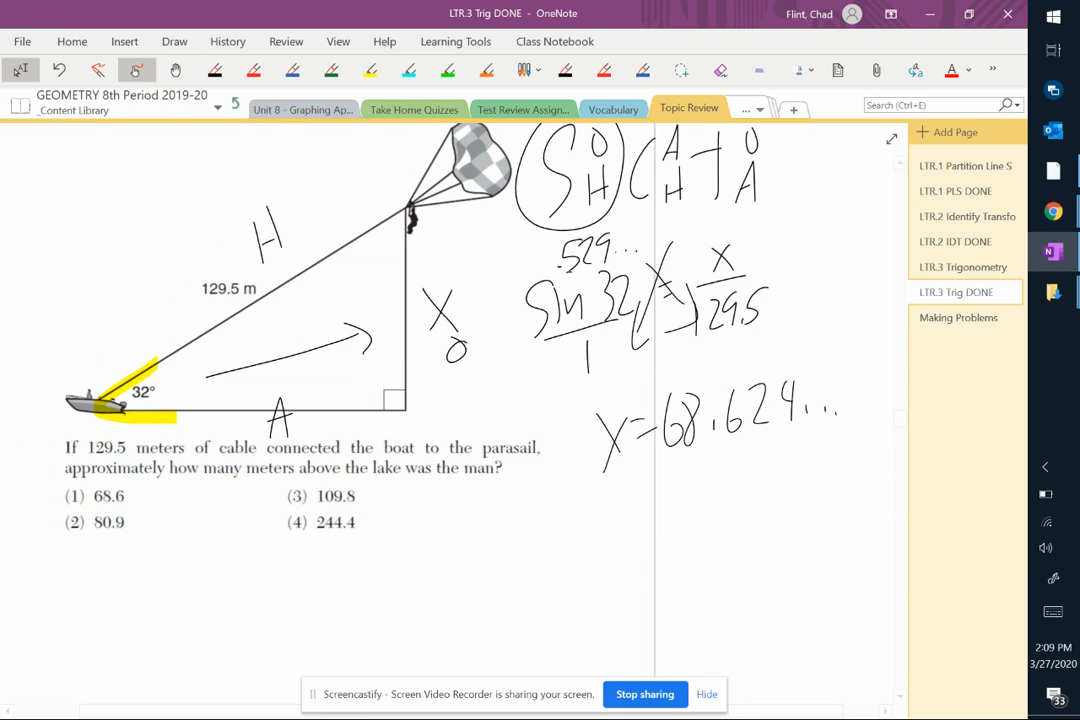 LTR.3 Trig DONE - OneNote
Flint, Chad
File Home Insert Draw History Review View Help Learning Tools Class Notebook
GEOMETRY 8th Period 2019-20
_Content Library
Unit 8 - Graphing Ap...
Take Home Quizzes
Test Review Assign...
Vocabulary
Topic Review
...
Search (Ctrl+E)
Add Page
LTR.1 Partition Line S
LTR.1 PLS DONE
LTR.2 Identify Transfo
LTR.2 IDT DONE
LTR.3 Trigonometry
LTR.3 Trig DONE
Making Problems
S O H C A H T O A
H
129.5 m
X
O
32°
A
.529...
sin 32 = x
1 129.5
x = 68.624...
If 129.5 meters of cable connected the boat to the parasail,
approximately how many meters above the lake was the man?
(1) 68.6 (3) 109.8
(2) 80.9 (4) 244.4
Screencastify - Screen Video Recorder is sharing your screen.
Stop sharing
Hide
2:09 PM
3/27/2020
33